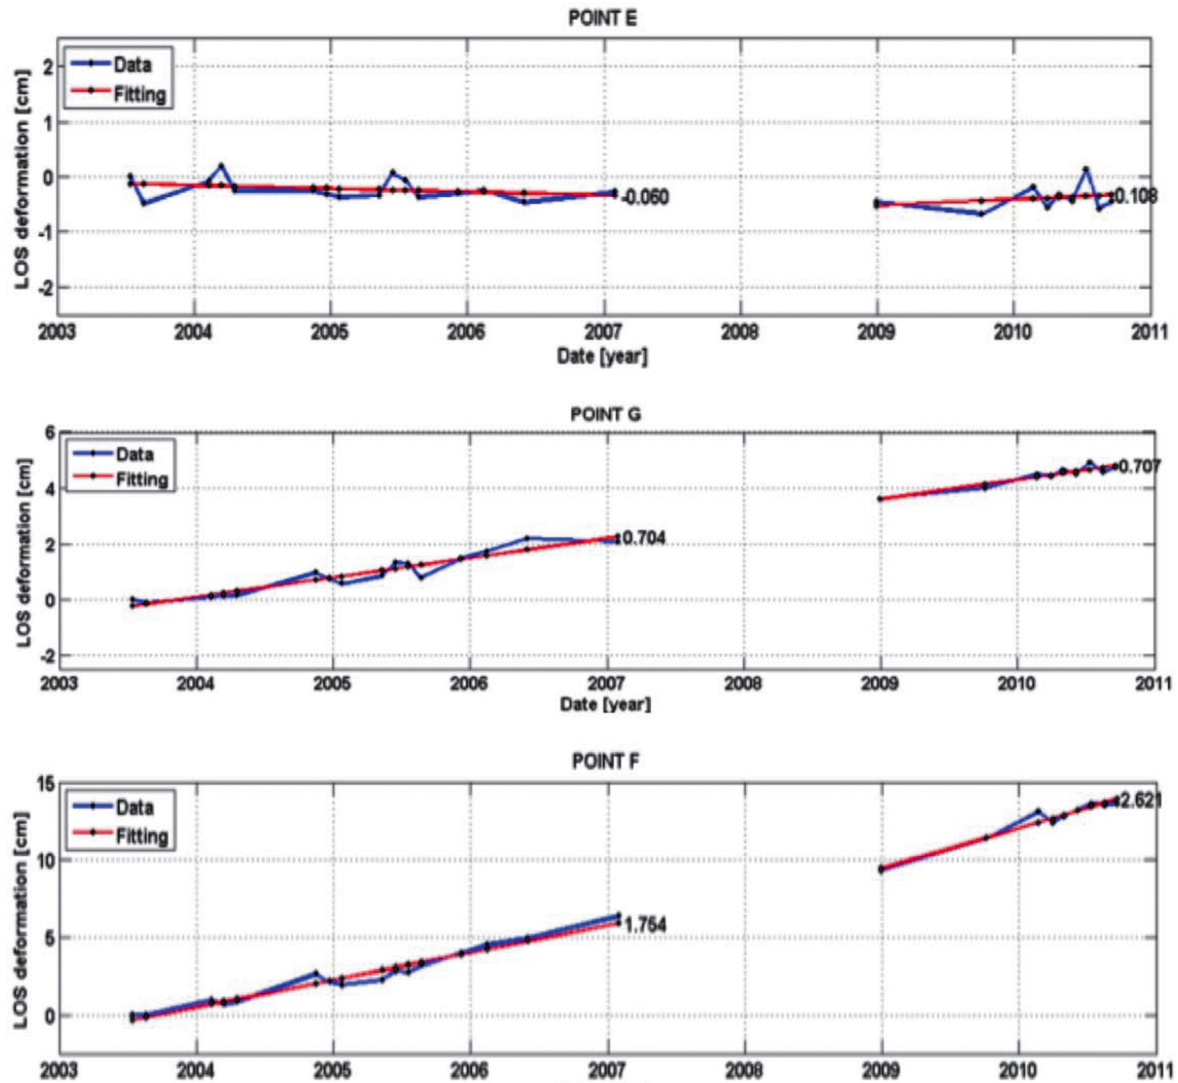 POINT E
Data
Fitting
LOS deformation [cm]
2
1
0
-1
-2
-0.060
0.108
2003 2004 2005 2006 2007 2008 2009 2010 2011
Date [year]
POINT G
Data
Fitting
LOS deformation [cm]
6
4
2
0
-2
0.704
0.707
2003 2004 2005 2006 2007 2008 2009 2010 2011
Date [year]
POINT F
Data
Fitting
LOS deformation [cm]
15
10
5
0
1.754
2.621
2003 2004 2005 2006 2007 2008 2009 2010 2011